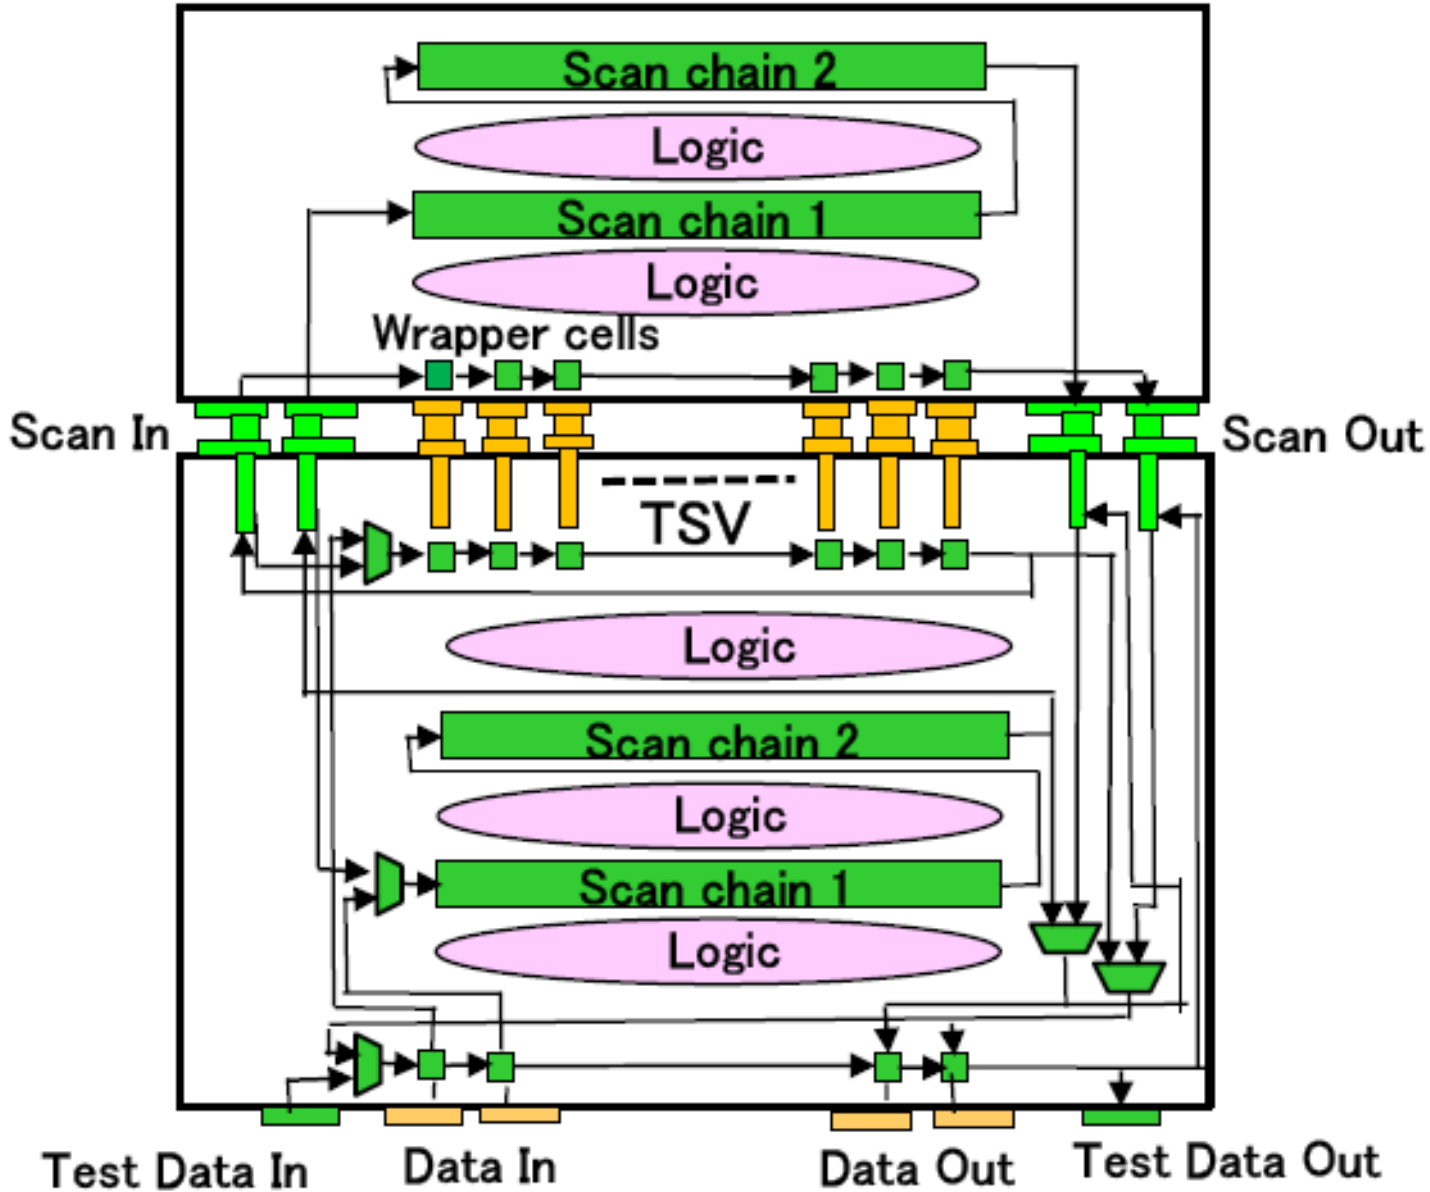 Scan chain 2
Logic
Scan chain 1
Logic
Wrapper cells
Scan In
Scan Out
TSV
Logic
Scan chain 2
Logic
Scan chain 1
Logic
Test Data In
Data In
Data Out
Test Data Out